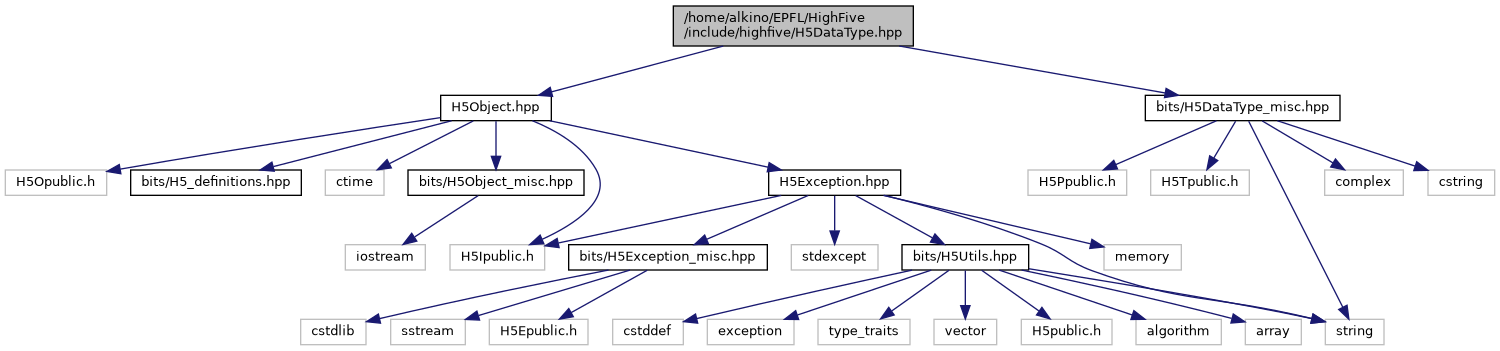 /home/alkino/EPFL/HighFive
/include/highfive/H5DataType.hpp
H5Object.hpp
bits/H5DataType_misc.hpp
H5Opublic.h
bits/H5_definitions.hpp
ctime
bits/H5Object_misc.hpp
H5Exception.hpp
H5Ppublic.h
H5Tpublic.h
complex
cstring
iostream
H5Ipublic.h
bits/H5Exception_misc.hpp
stdexcept
bits/H5Utils.hpp
memory
cstdlib
sstream
H5Epublic.h
cstddef
exception
type_traits
vector
H5public.h
algorithm
array
string